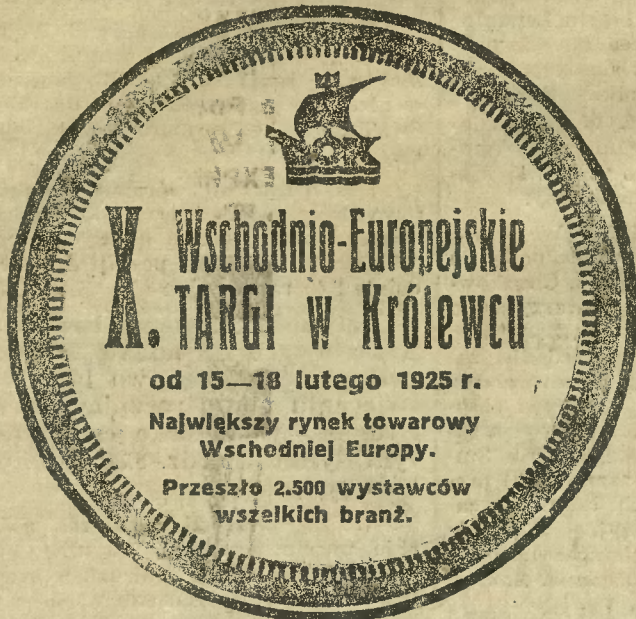 X. Wschodnio-Europejskie
TARGI w Królewcu
od 15—18 lutego 1925 r.
Największy rynek towarowy
Wschodniej Europy.
Przeszło 2.500 wystawców
wszelkich branż.